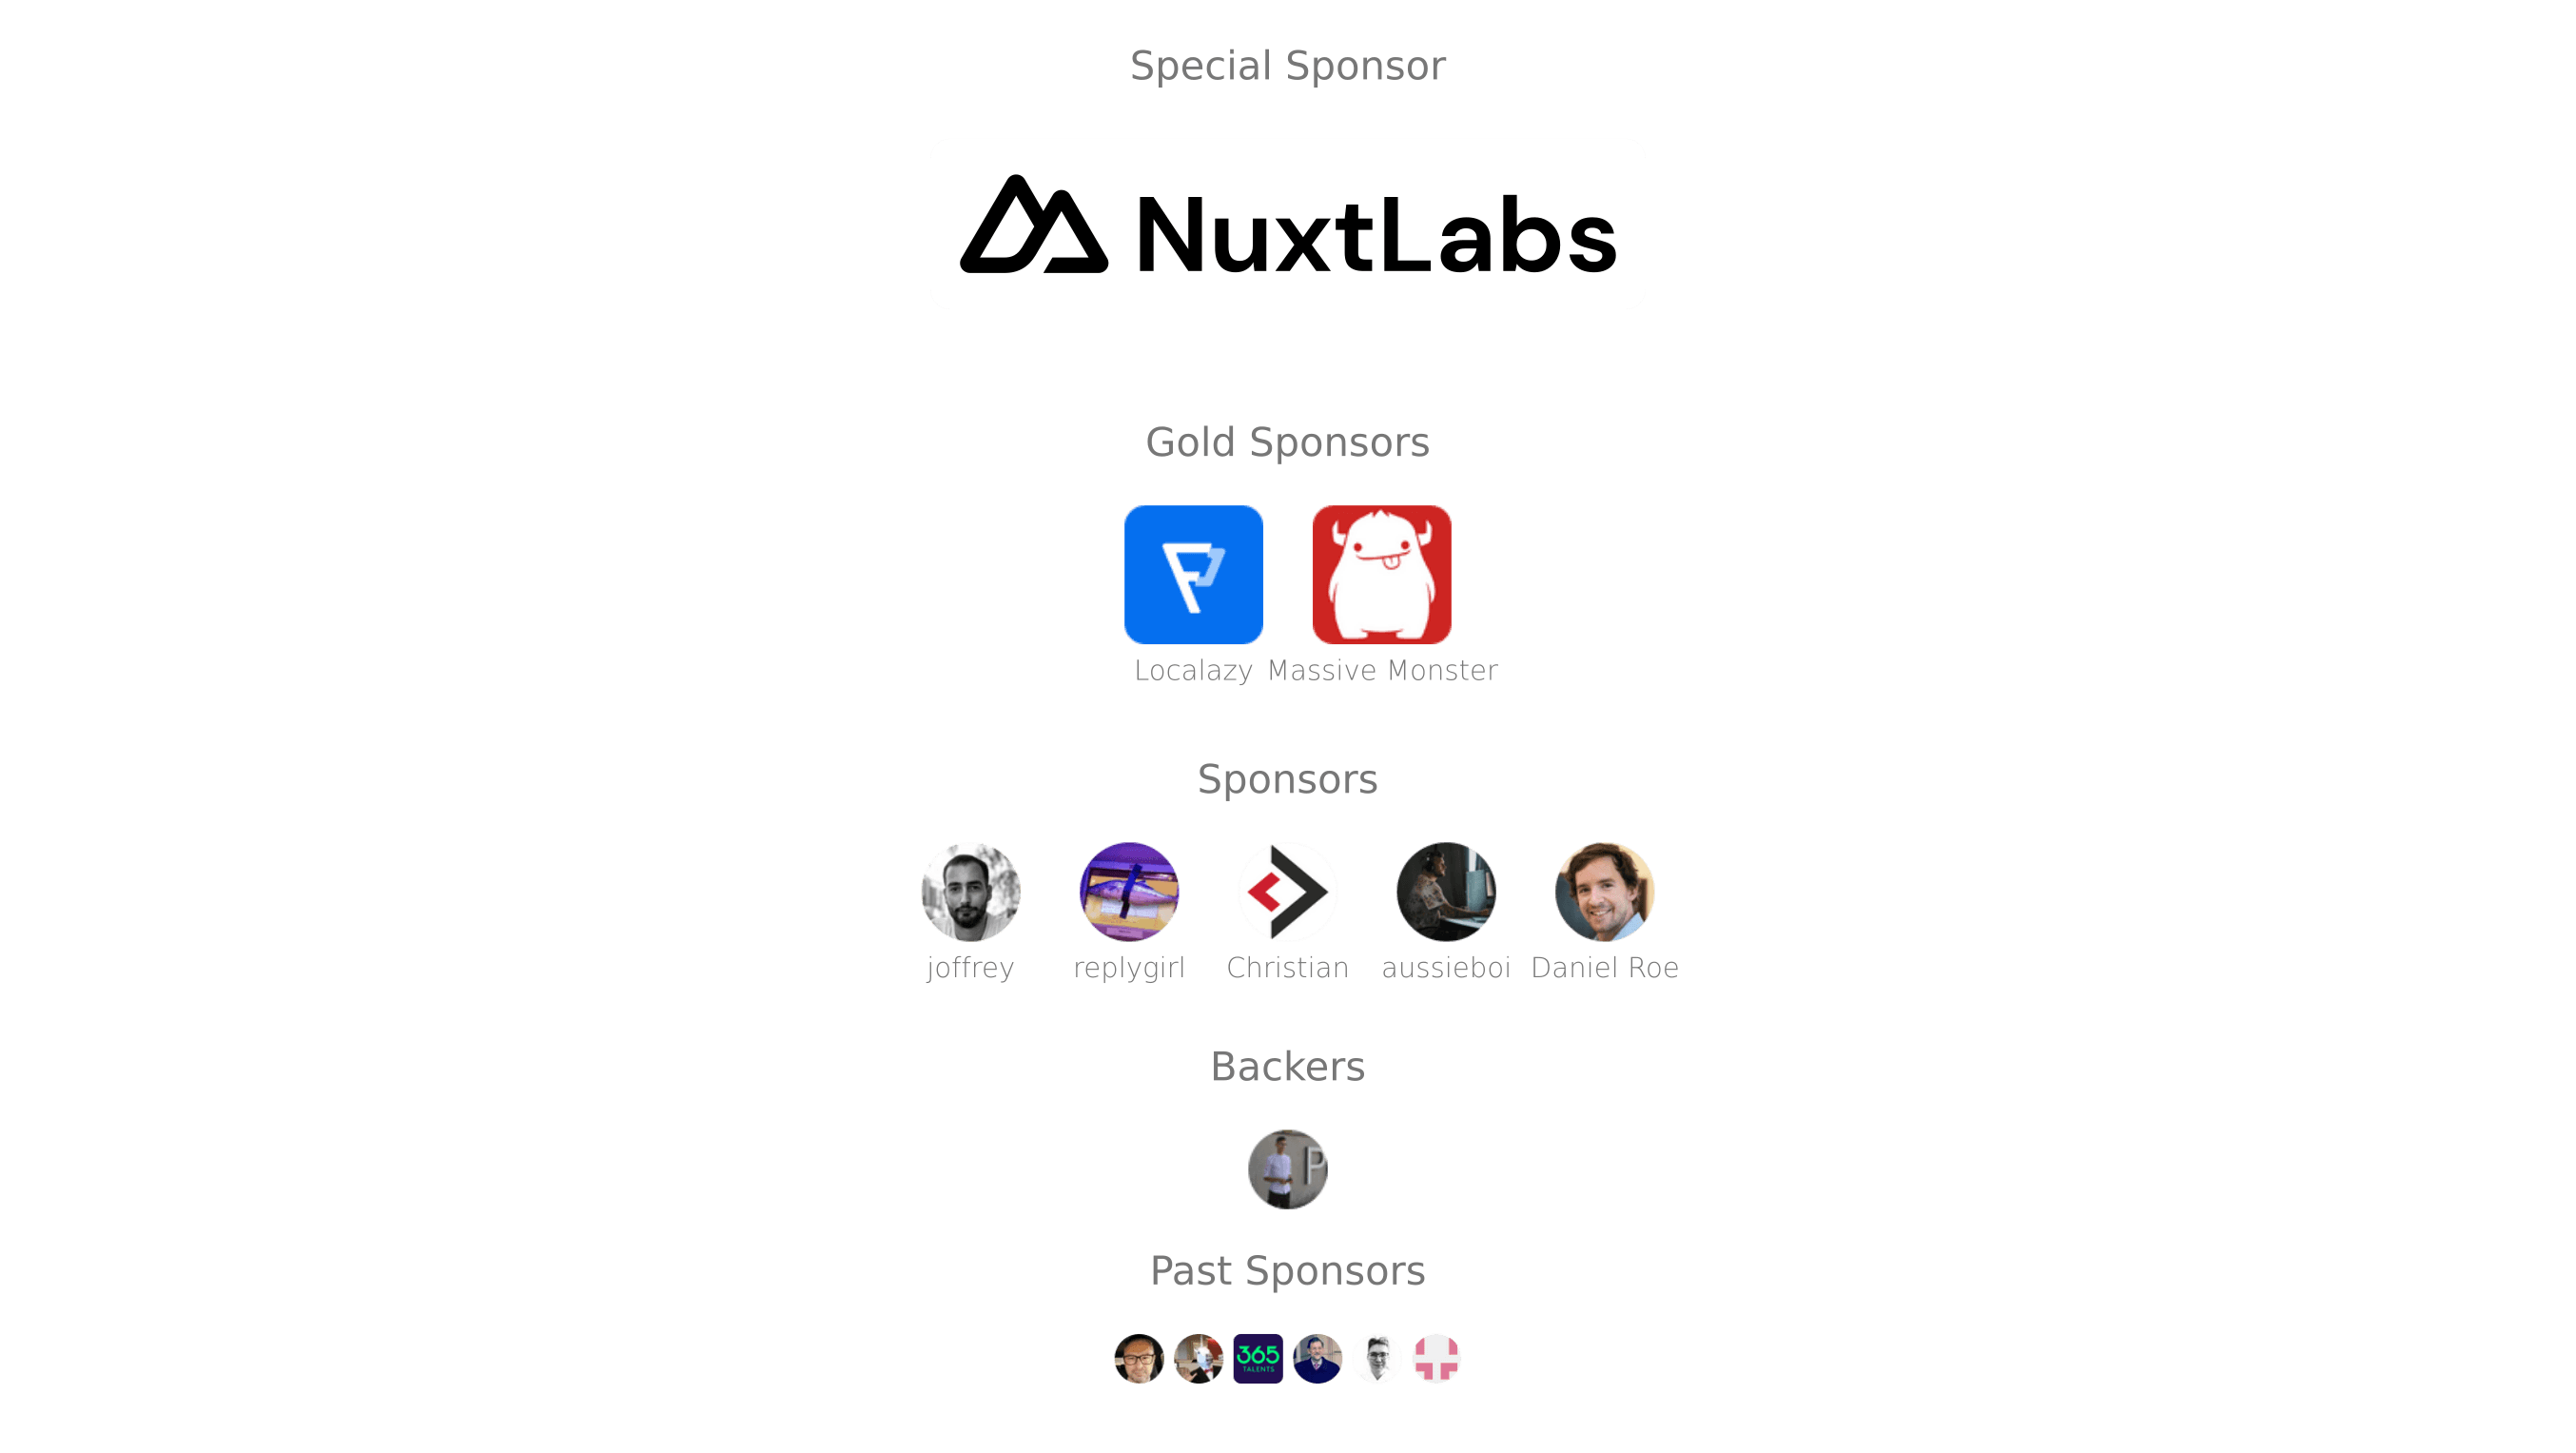 Special Sponsor
NuxtLabs
Gold Sponsors
Localazy Massive Monster
Sponsors
joffrey replygirl Christian aussieboi Daniel Roe
Backers
P
Past Sponsors
365
TALENTS